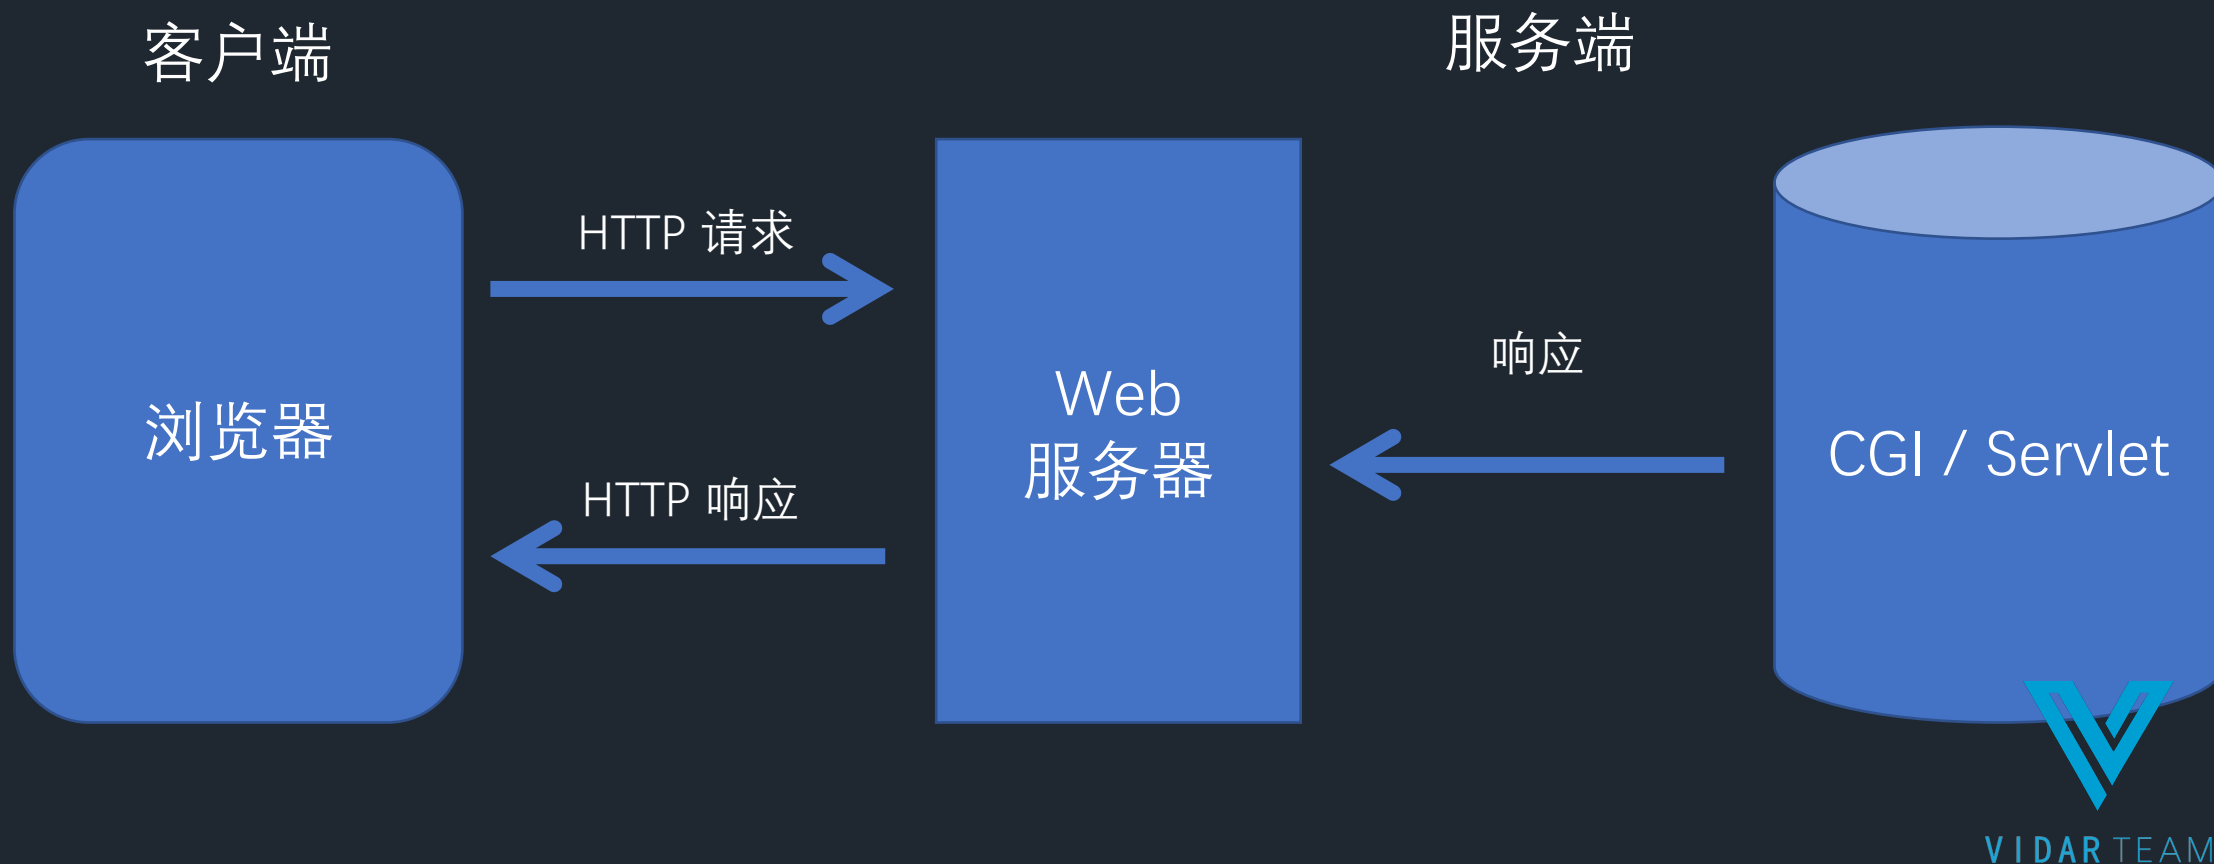 客户端
服务端
浏览器
HTTP 请求
HTTP 响应
Web
服务器
响应
CGI / Servlet
VIDAR TEAM